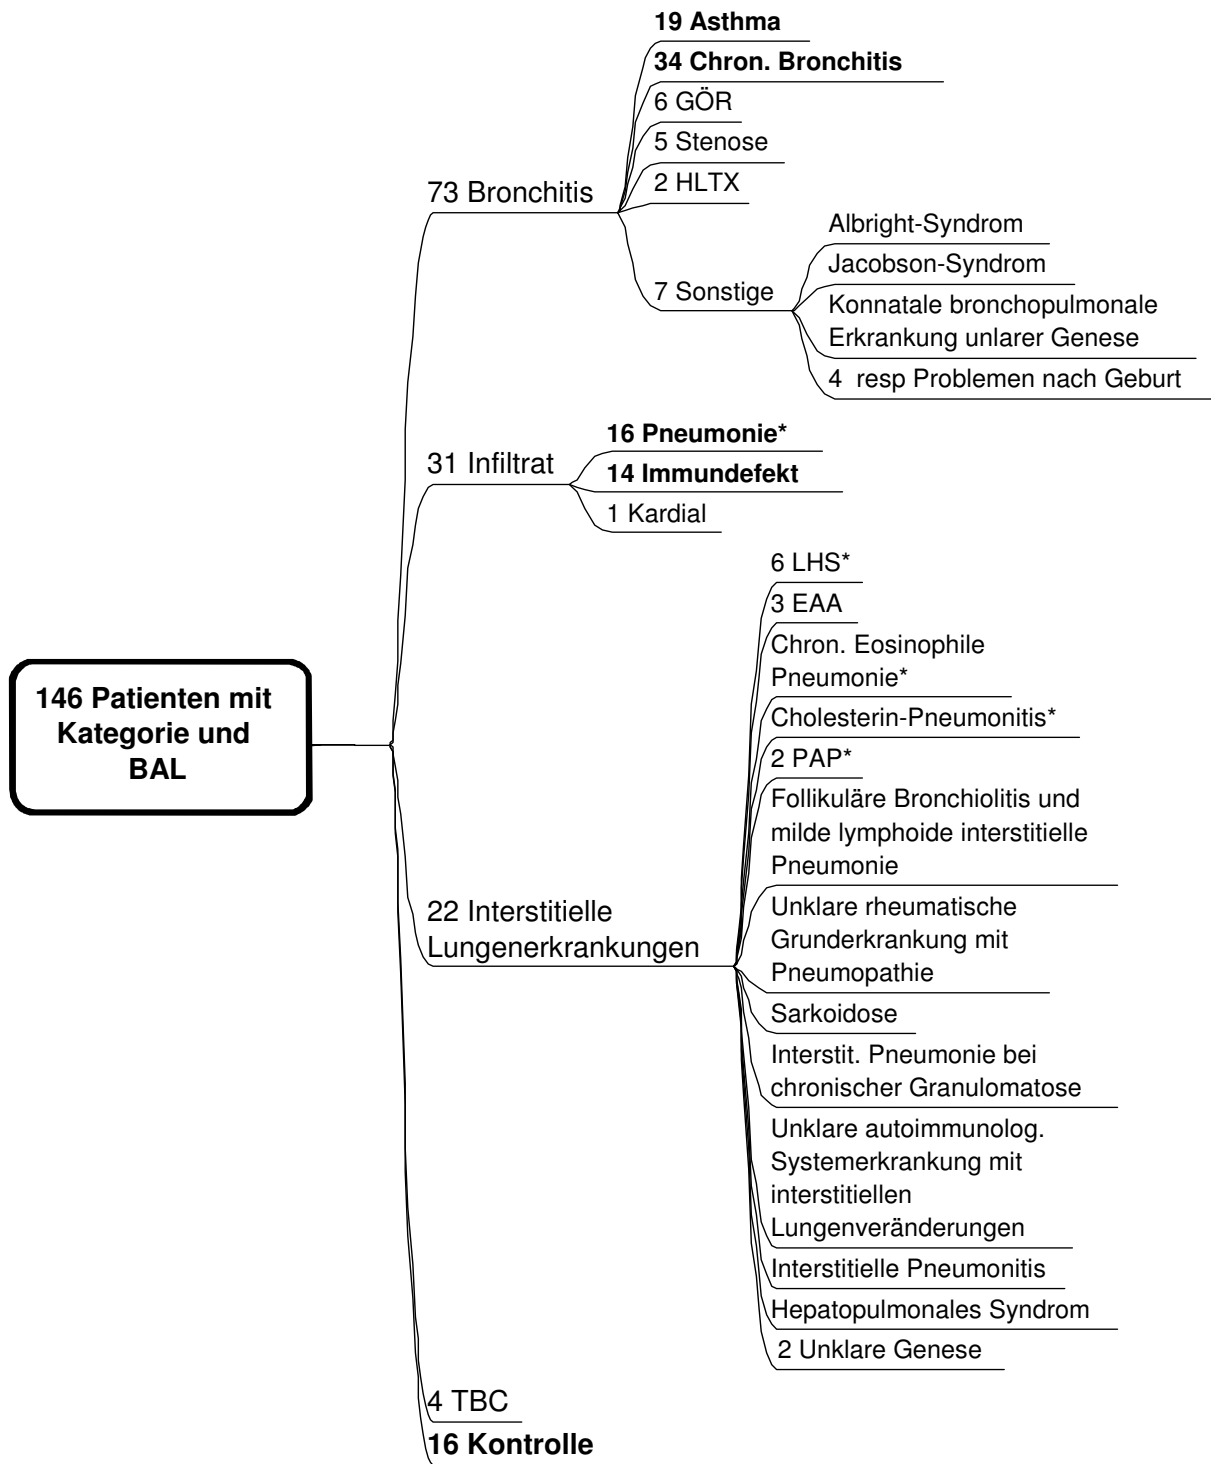 19 Asthma
34 Chron. Bronchitis
6 GÖR
5 Stenose
2 HLTX
73 Bronchitis
7 Sonstige
Albright-Syndrom
Jacobson-Syndrom
Konnatale bronchopulmonale
Erkrankung unlarer Genese
4 resp Problemen nach Geburt
31 Infiltrat
16 Pneumonie*
14 Immundefekt
1 Kardial
146 Patienten mit
Kategorie und
BAL
22 Interstitielle
Lungenerkrankungen
6 LHS*
3 EAA
Chron. Eosinophile
Pneumonie*
Cholesterin-Pneumonitis*
2 PAP*
Follikuläre Bronchiolitis und
milde lymphoide interstitielle
Pneumonie
Unklare rheumatische
Grunderkrankung mit
Pneumopathie
Sarkoidose
Interstit. Pneumonie bei
chronischer Granulomatose
Unklare autoimmunolog.
Systemerkrankung mit
interstitiellen
Lungenveränderungen
Interstitielle Pneumonitis
Hepatopulmonales Syndrom
2 Unklare Genese
4 TBC
16 Kontrolle